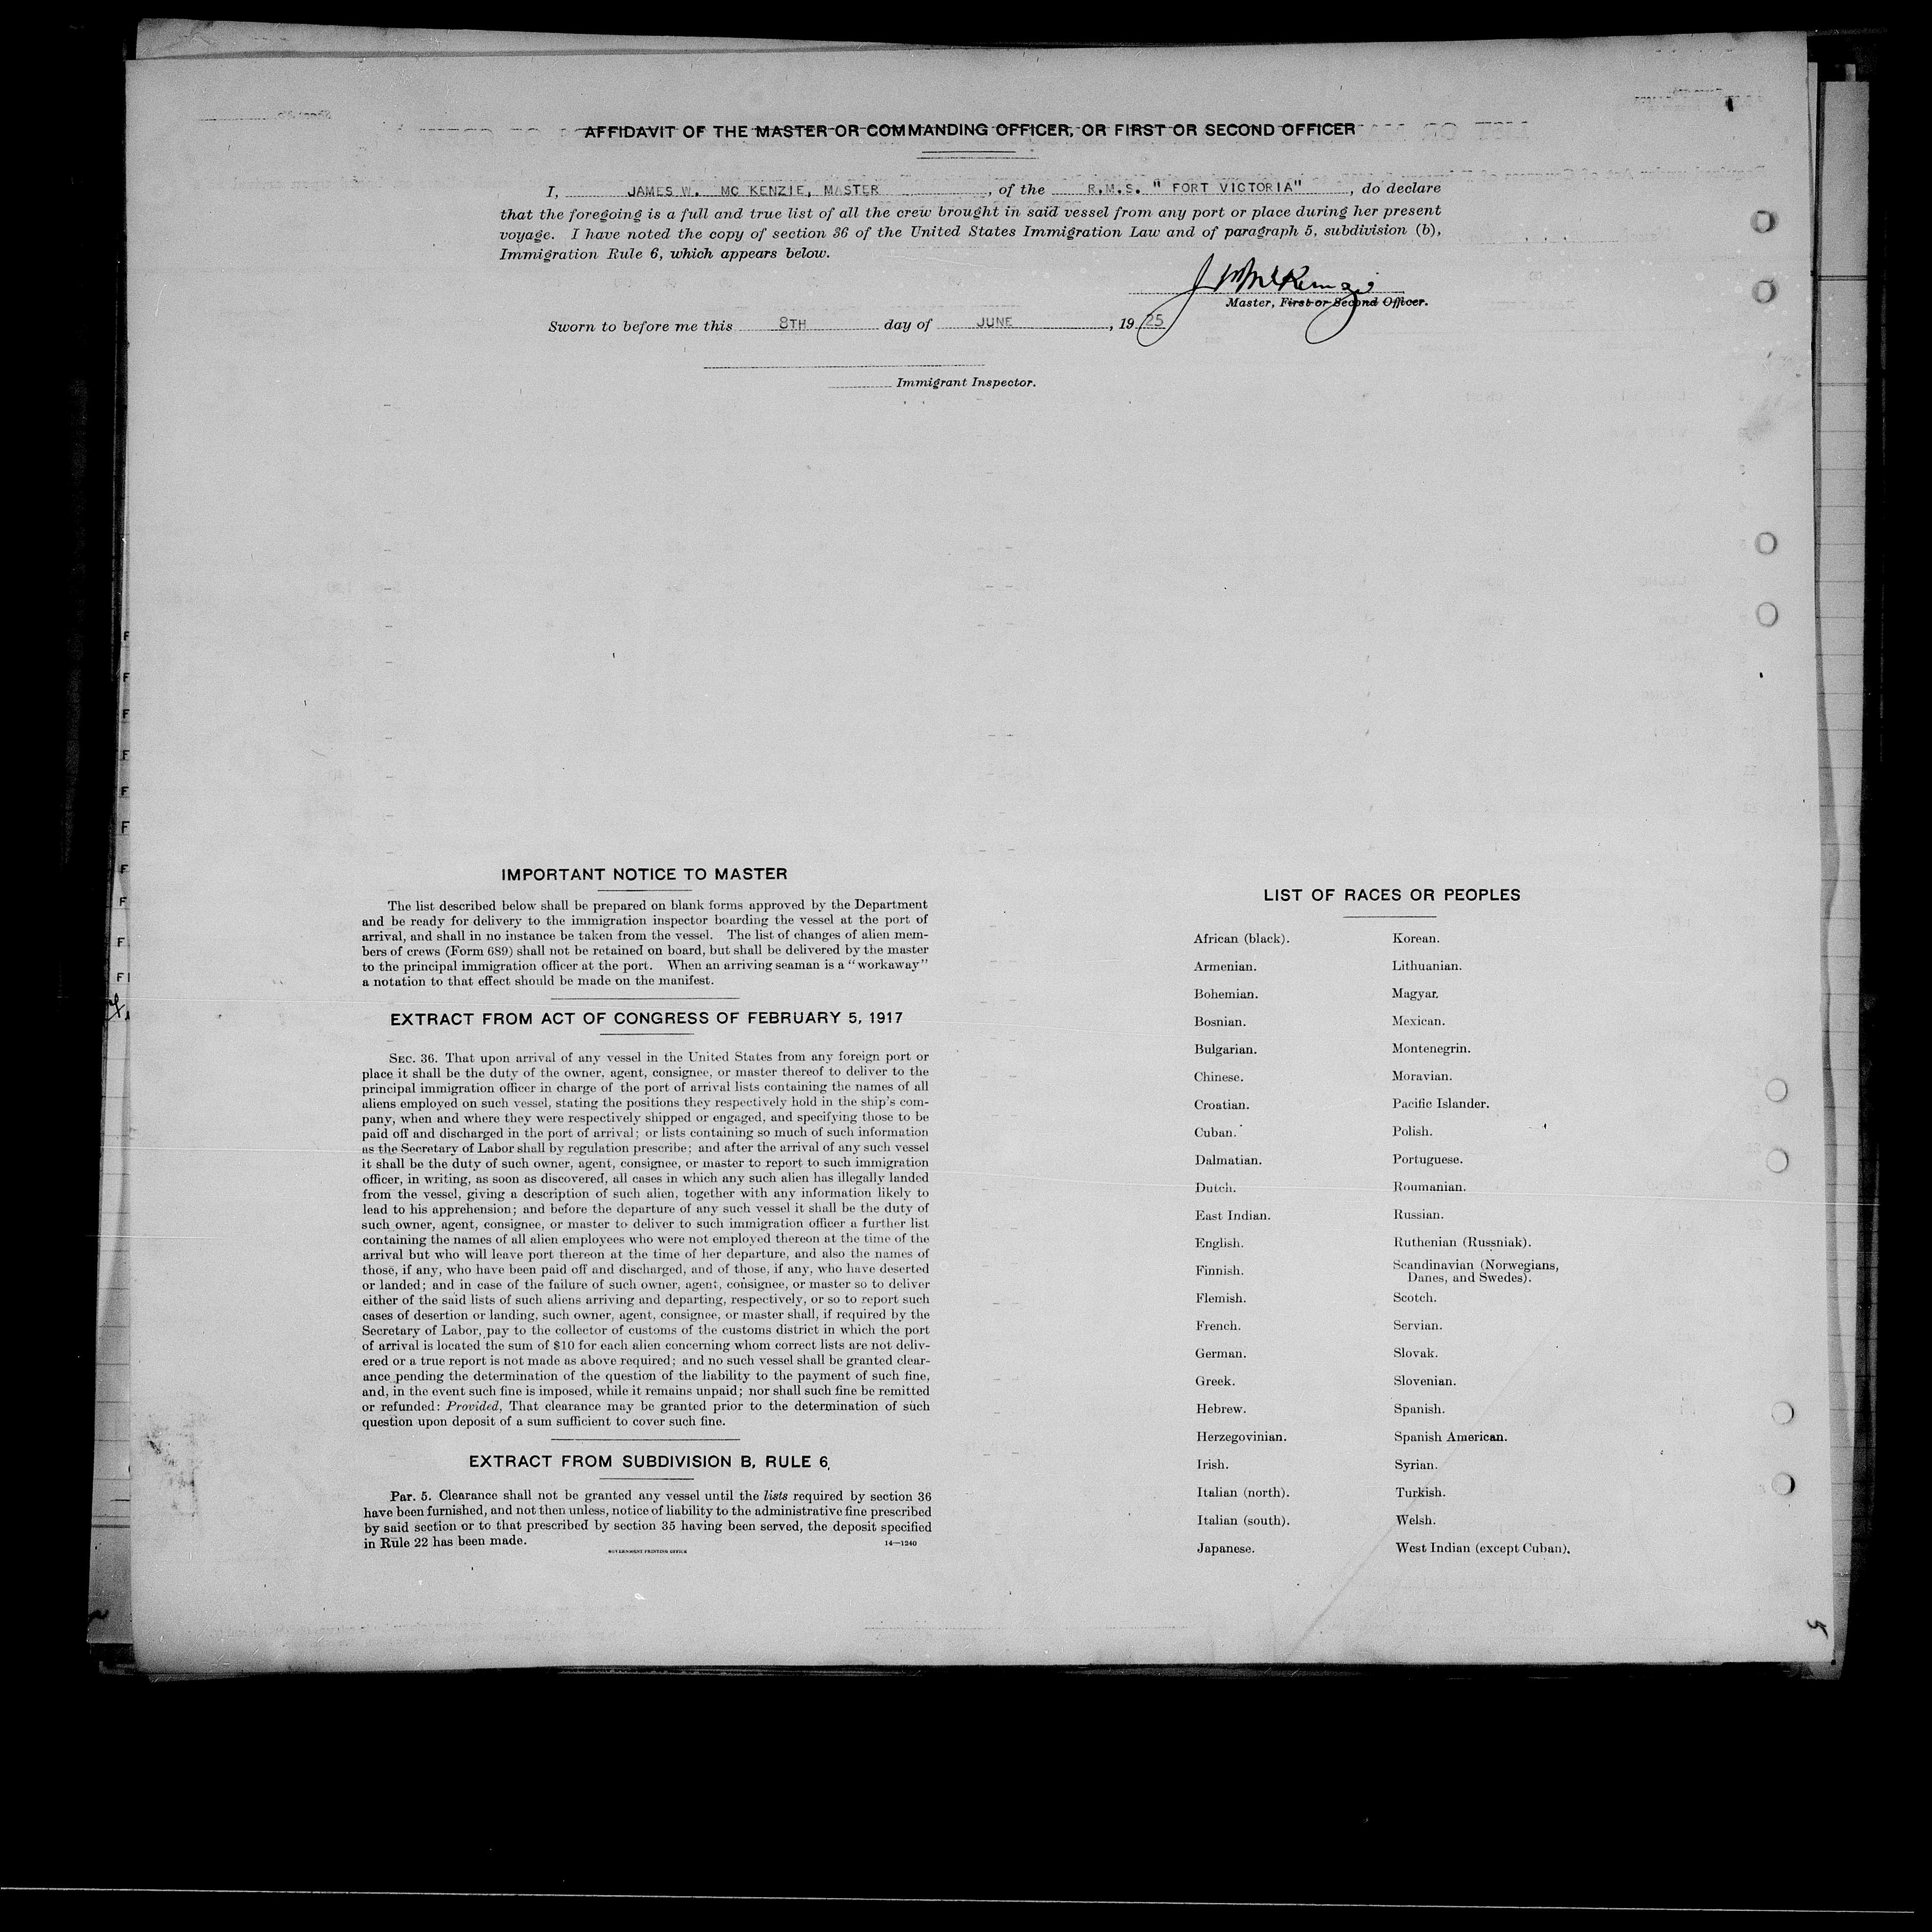 AFFIDAVIT OF THE MASTER OR COMMANDING OFFICER, OR FIRST OR SECOND OFFICER
I, JAMES W. MC KENZIE, MASTER, of the R.M.S. " FORT VICTORIA", do declare
that the foregoing is a full and true list of all the crew brought in said vessel from any port or place during her present
voyage. I have noted the copy of section 36 of the United States Immigration Law and of paragraph 5, subdivision (b),
Immigration Rule 6, which appears below.
J W McKenzie
Master, First or Second Officer.
Sworn to before me this 8TH day of JUNE, 19 25
Immigrant Inspector.
IMPORTANT NOTICE TO MASTER
The list described below shall be prepared on blank forms approved by the Department
and be ready for delivery to the immigration inspector boarding the vessel at the port of
arrival, and shall in no instance be taken from the vessel. The list of changes of alien mem-
bers of crews (Form 689) shall not be retained on board, but shall be delivered by the master
to the principal immigration officer at the port. When an arriving seaman is a "workaway"
a notation to that effect should be made on the manifest.
EXTRACT FROM ACT OF CONGRESS OF FEBRUARY 5, 1917
SEC. 36. That upon arrival of any vessel in the United States from any foreign port or
place it shall be the duty of the owner, agent, consignee, or master thereof to deliver to the
principal immigration officer in charge of the port of arrival lists containing the names of all
aliens employed on such vessel, stating the positions they respectively hold in the ship's com-
pany, when and where they were respectively shipped or engaged, and specifying those to be
paid off and discharged in the port of arrival; or lists containing so much of such information
as the Secretary of Labor shall by regulation prescribe; and after the arrival of any such vessel
it shall be the duty of such owner, agent, consignee, or master to report to such immigration
officer, in writing, as soon as discovered, all cases in which any such alien has illegally landed
from the vessel, giving a description of such alien, together with any information likely to
lead to his apprehension; and before the departure of any such vessel it shall be the duty of
such owner, agent, consignee, or master to deliver to such immigration officer a further list
containing the names of all alien employees who were not employed thereon at the time of the
arrival but who will leave port thereon at the time of her departure, and also the names of
those, if any, who have been paid off and discharged, and of those, if any, who have deserted
or landed; and in case of the failure of such owner, agent, consignee, or master so to deliver
either of the said lists of such aliens arriving and departing, respectively, or so to report such
cases of desertion or landing, such owner, agent, consignee, or master shall, if required by the
Secretary of Labor, pay to the collector of customs of the customs district in which the port
of arrival is located the sum of $10 for each alien concerning whom correct lists are not deliv-
ered or a true report is not made as above required; and no such vessel shall be granted clear-
ance pending the determination of the question of the liability to the payment of such fine,
and, in the event such fine is imposed, while it remains unpaid; nor shall such fine be remitted
or refunded: Provided, That clearance may be granted prior to the determination of such
question upon deposit of a sum sufficient to cover such fine.
EXTRACT FROM SUBDIVISION B, RULE 6
Par. 5. Clearance shall not be granted any vessel until the lists required by section 36
have been furnished, and not then unless, notice of liability to the administrative fine prescribed
by said section or to that prescribed by section 35 having been served, the deposit specified
in Rule 22 has been made.
14—1240
GOVERNMENT PRINTING OFFICE
LIST OF RACES OR PEOPLES
African (black).
Armenian.
Bohemian.
Bosnian.
Bulgarian.
Chinese.
Croatian.
Cuban.
Dalmatian.
Dutch.
East Indian.
English.
Finnish.
Flemish.
French.
German.
Greek.
Hebrew.
Herzegovinian.
Irish.
Italian (north).
Italian (south).
Japanese.
Korean.
Lithuanian.
Magyar.
Mexican.
Montenegrin.
Moravian.
Pacific Islander.
Polish.
Portuguese.
Roumanian.
Russian.
Ruthenian (Russniak).
Scandinavian (Norwegians,
Danes, and Swedes).
Scotch.
Servian.
Slovak.
Slovenian.
Spanish.
Spanish American.
Syrian.
Turkish.
Welsh.
West Indian (except Cuban).